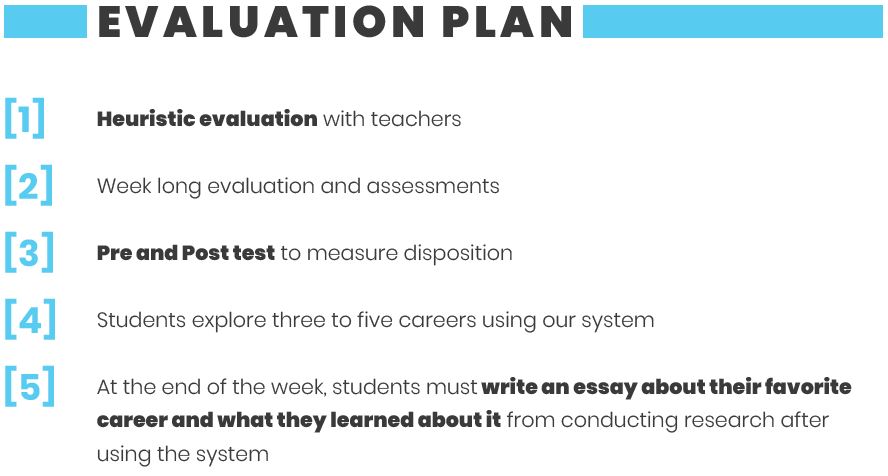 EVALUATION PLAN
[1] Heuristic evaluation with teachers
[2] Week long evaluation and assessments
[3] Pre and Post test to measure disposition
[4] Students explore three to five careers using our system
[5] At the end of the week, students must write an essay about their favorite
career and what they learned about it from conducting research after
using the system